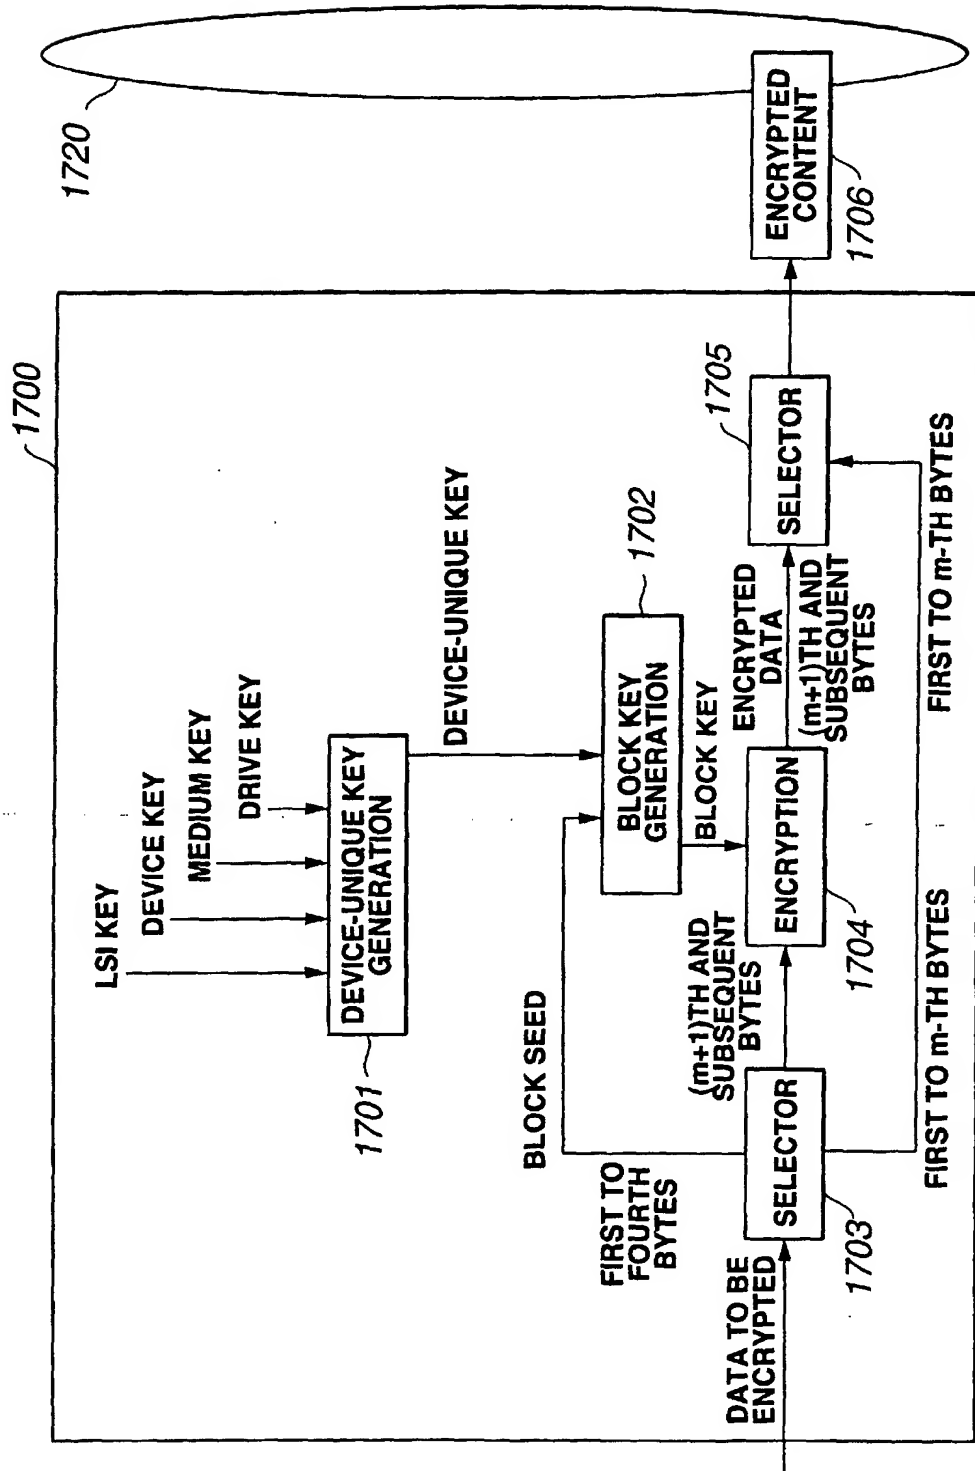 1700
1720
LSI KEY
DEVICE KEY
MEDIUM KEY
DRIVE KEY
DEVICE-UNIQUE KEY
GENERATION
1701
DEVICE-UNIQUE KEY
BLOCK SEED
BLOCK KEY
GENERATION
1702
BLOCK KEY
FIRST TO
FOURTH
BYTES
DATA TO BE
ENCRYPTED
SELECTOR
1703
(m+1)TH AND
SUBSEQUENT
BYTES
ENCRYPTION
1704
ENCRYPTED
DATA
(m+1)TH AND
SUBSEQUENT
BYTES
SELECTOR
1705
ENCRYPTED
CONTENT
1706
FIRST TO m-TH BYTES
FIRST TO m-TH BYTES